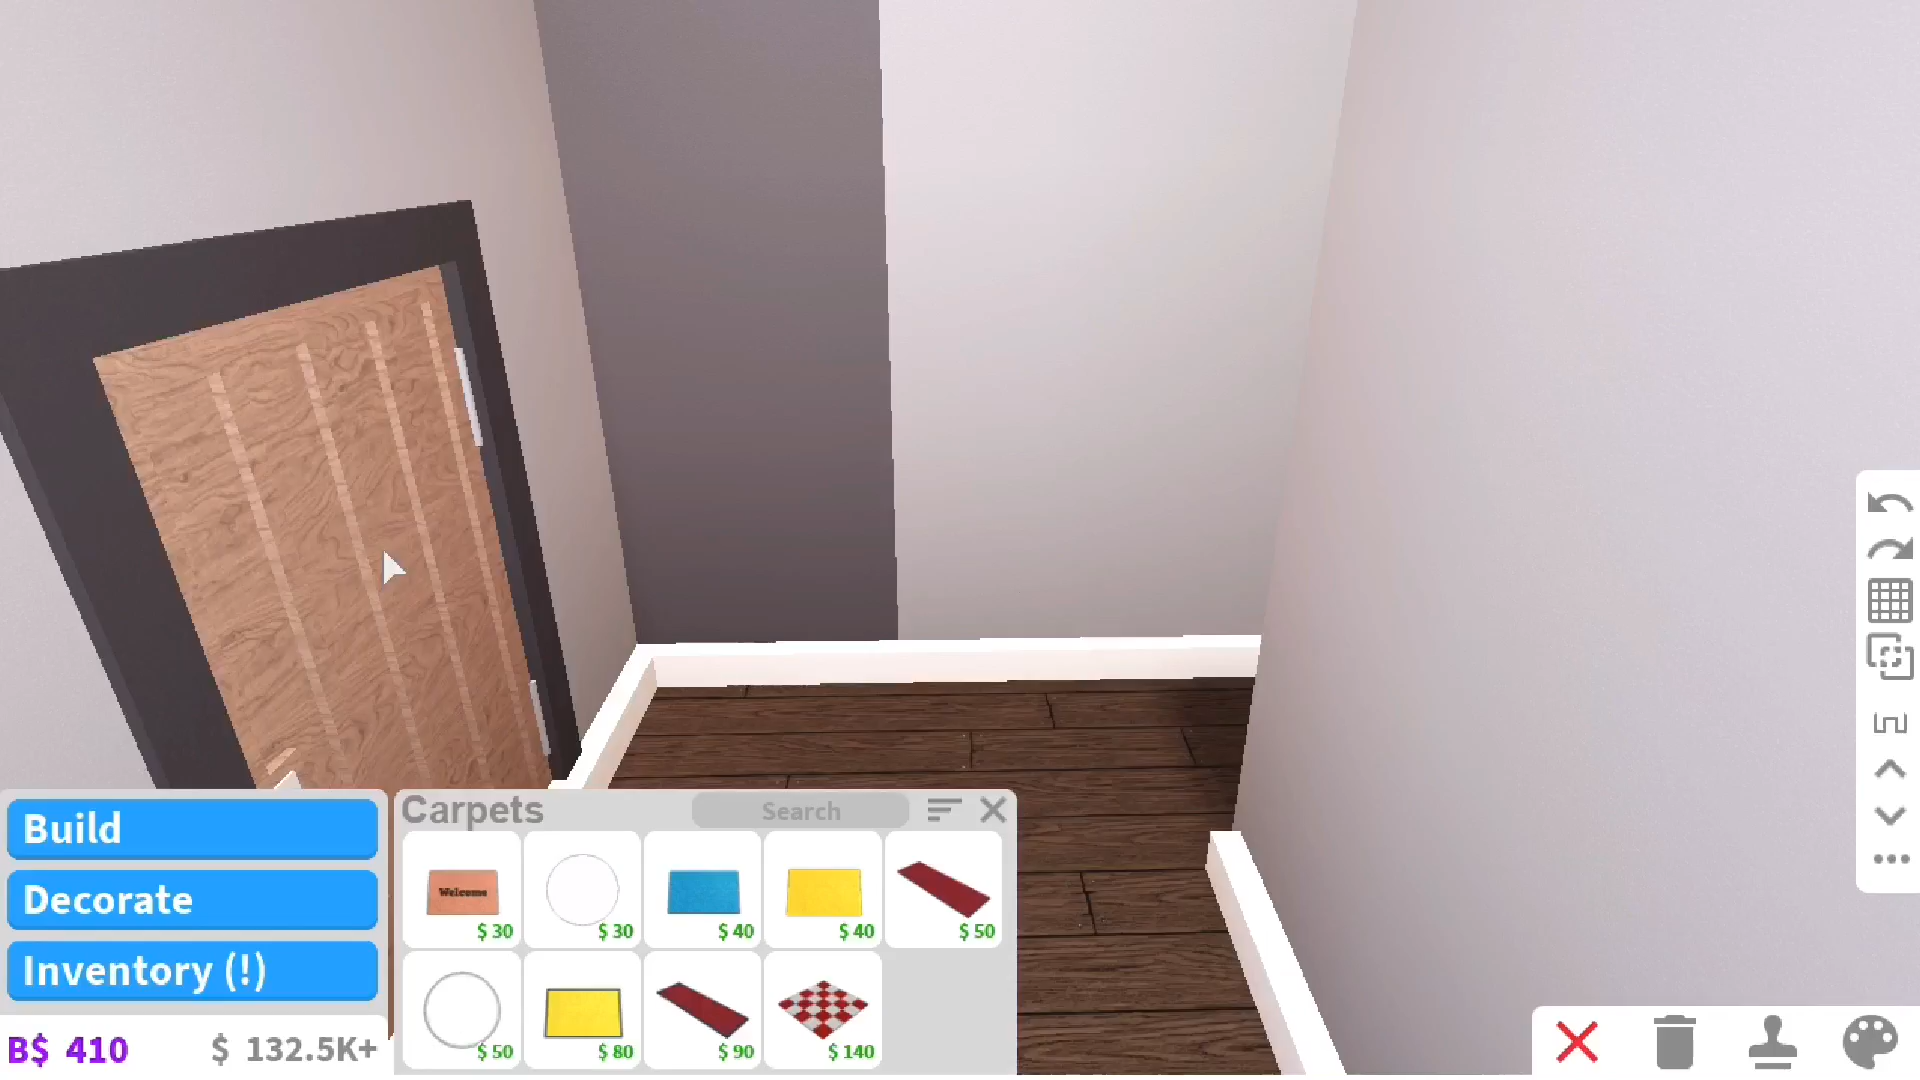 Build
Decorate
Inventory (!)
B$ 410
$ 132.5K+
Carpets
Search
Welcome
$ 30
$ 30
$ 40
$ 40
$ 50
$ 50
$ 80
$ 90
$ 140